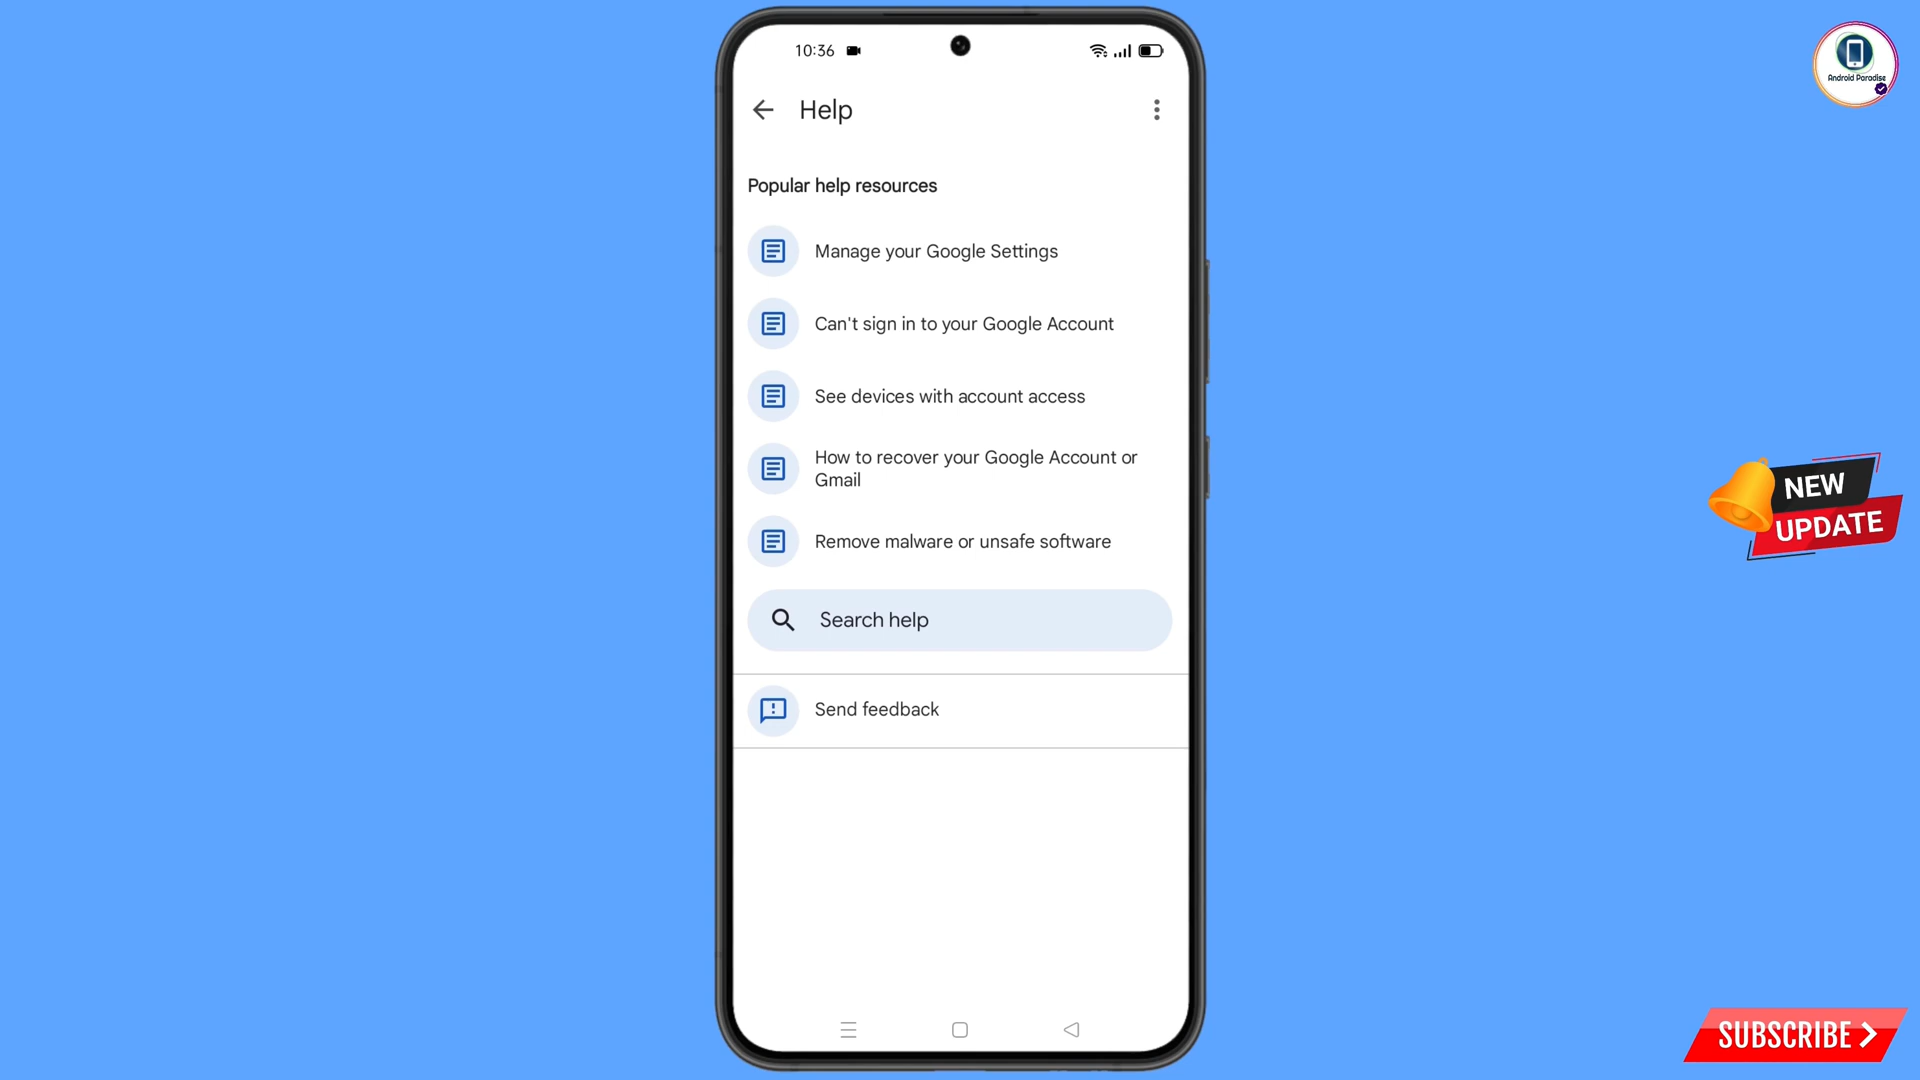 10:36
Help
Popular help resources
Manage your Google Settings
Can't sign in to your Google Account
See devices with account access
How to recover your Google Account or
Gmail
Remove malware or unsafe software
Search help
Send feedback
Android Paradise
NEW
UPDATE
SUBSCRIBE